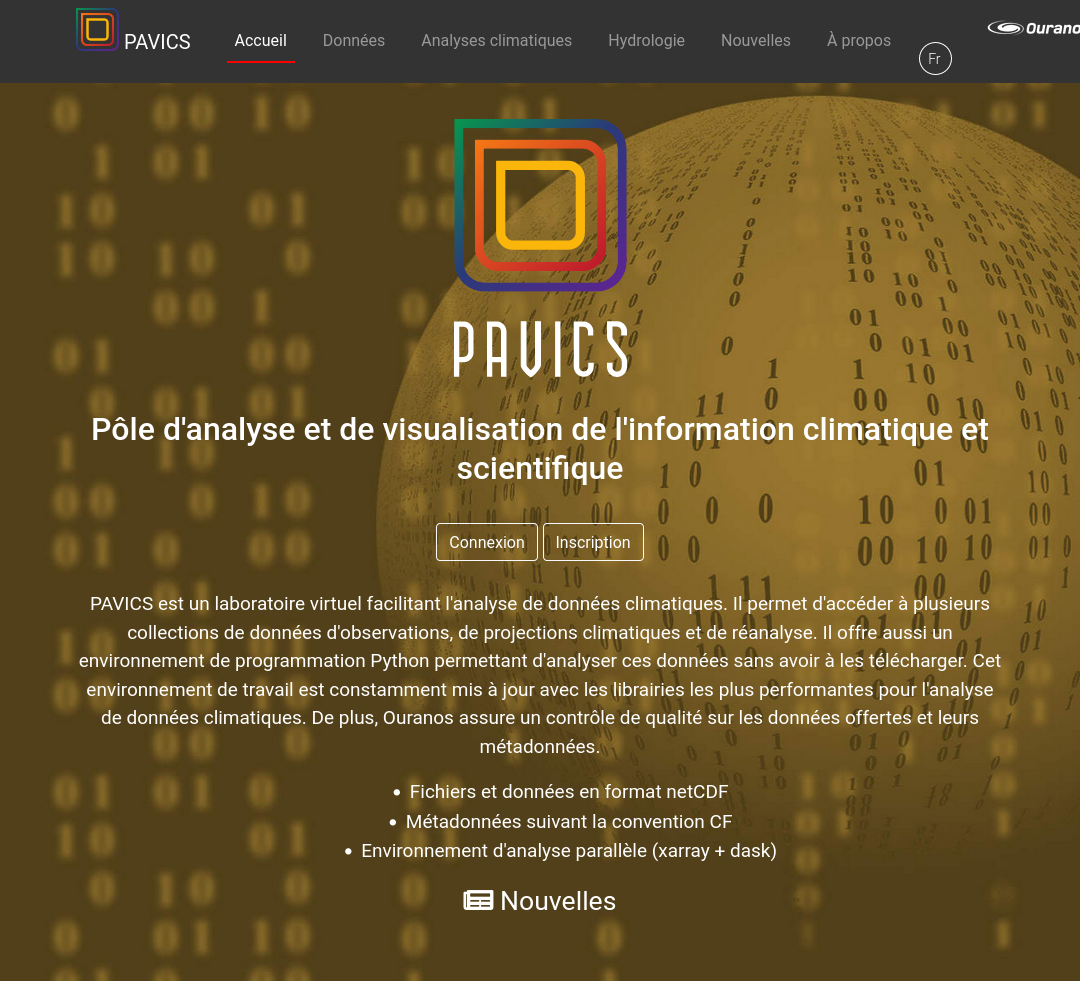 PAVICS
Accueil
Données
Analyses climatiques
Hydrologie
Nouvelles
À propos
Fr
PAVICS
Pôle d'analyse et de visualisation de l'information climatique et
scientifique
Connexion
Inscription
PAVICS est un laboratoire virtuel facilitant l'analyse de données climatiques. Il permet d'accéder à plusieurs
collections de données d'observations, de projections climatiques et de réanalyse. Il offre aussi un
environnement de programmation Python permettant d'analyser ces données sans avoir à les télécharger. Cet
environnement de travail est constamment mis à jour avec les librairies les plus performantes pour l'analyse
de données climatiques. De plus, Ouranos assure un contrôle de qualité sur les données offertes et leurs
métadonnées.
• Fichiers et données en format netCDF
• Métadonnées suivant la convention CF
• Environnement d'analyse parallèle (xarray + dask)
Nouvelles